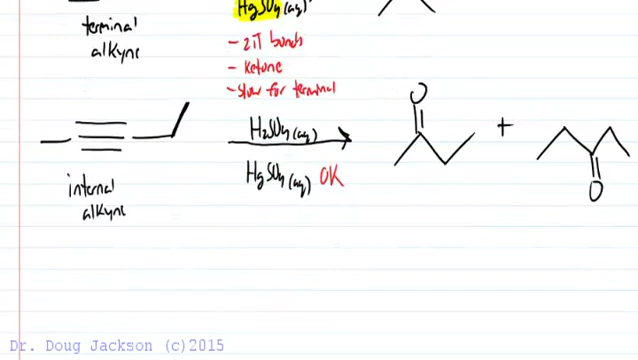 HgSO4(aq)
terminal
alkyne
- 2 π bonds
- Ketone
- slow for terminal
O
H2SO4(aq)
+
HgSO4(aq) OK
internal
alkyne
O
Dr. Doug Jackson (c)2015